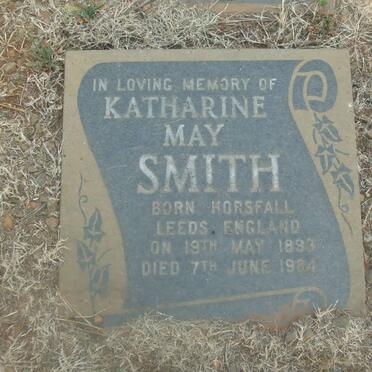 IN LOVING MEMORY OF
KATHARINE
MAY
SMITH
BORN HORSFALL
LEEDS, ENGLAND
ON 19TH MAY 1893
DIED 7TH JUNE 1984